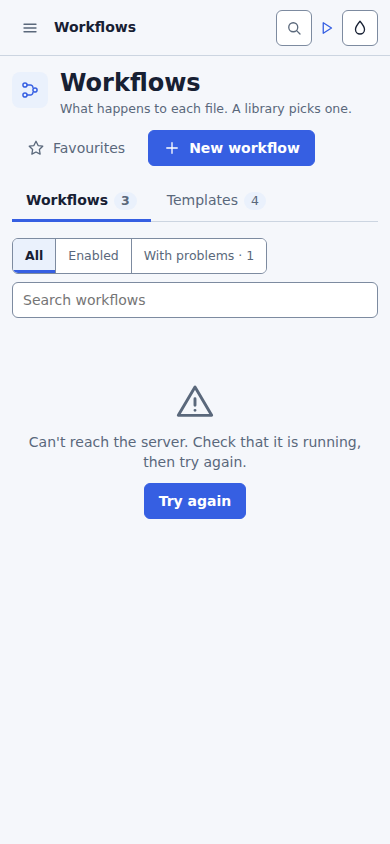 Workflows
Workflows
What happens to each file. A library picks one.
Favourites
New workflow
Workflows 3
Templates 4
All
Enabled
With problems · 1
Search workflows
Can't reach the server. Check that it is running,
then try again.
Try again